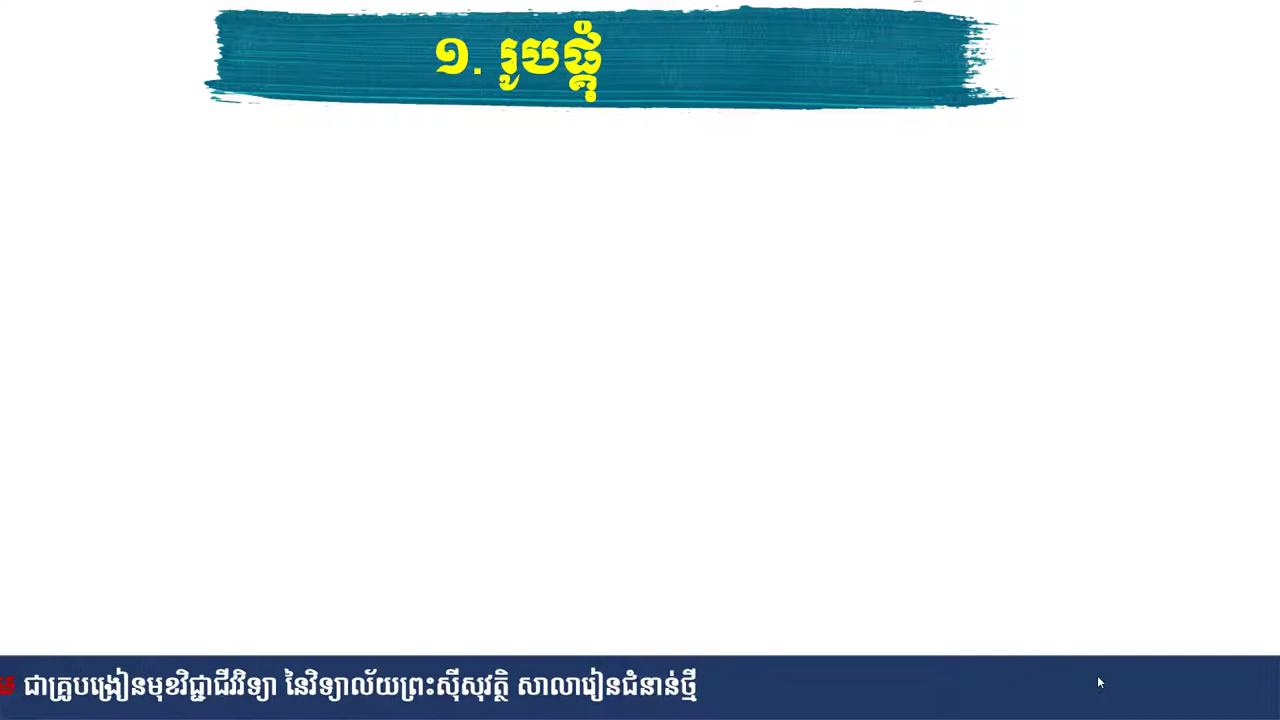 ១. រូបផ្គុំ
ជាគ្រូបង្រៀនមុខវិជ្ជាជីវវិទ្យា នៃវិទ្យាល័យព្រះស៊ីសុវត្ថិ សាលារៀនជំនាន់ថ្មី